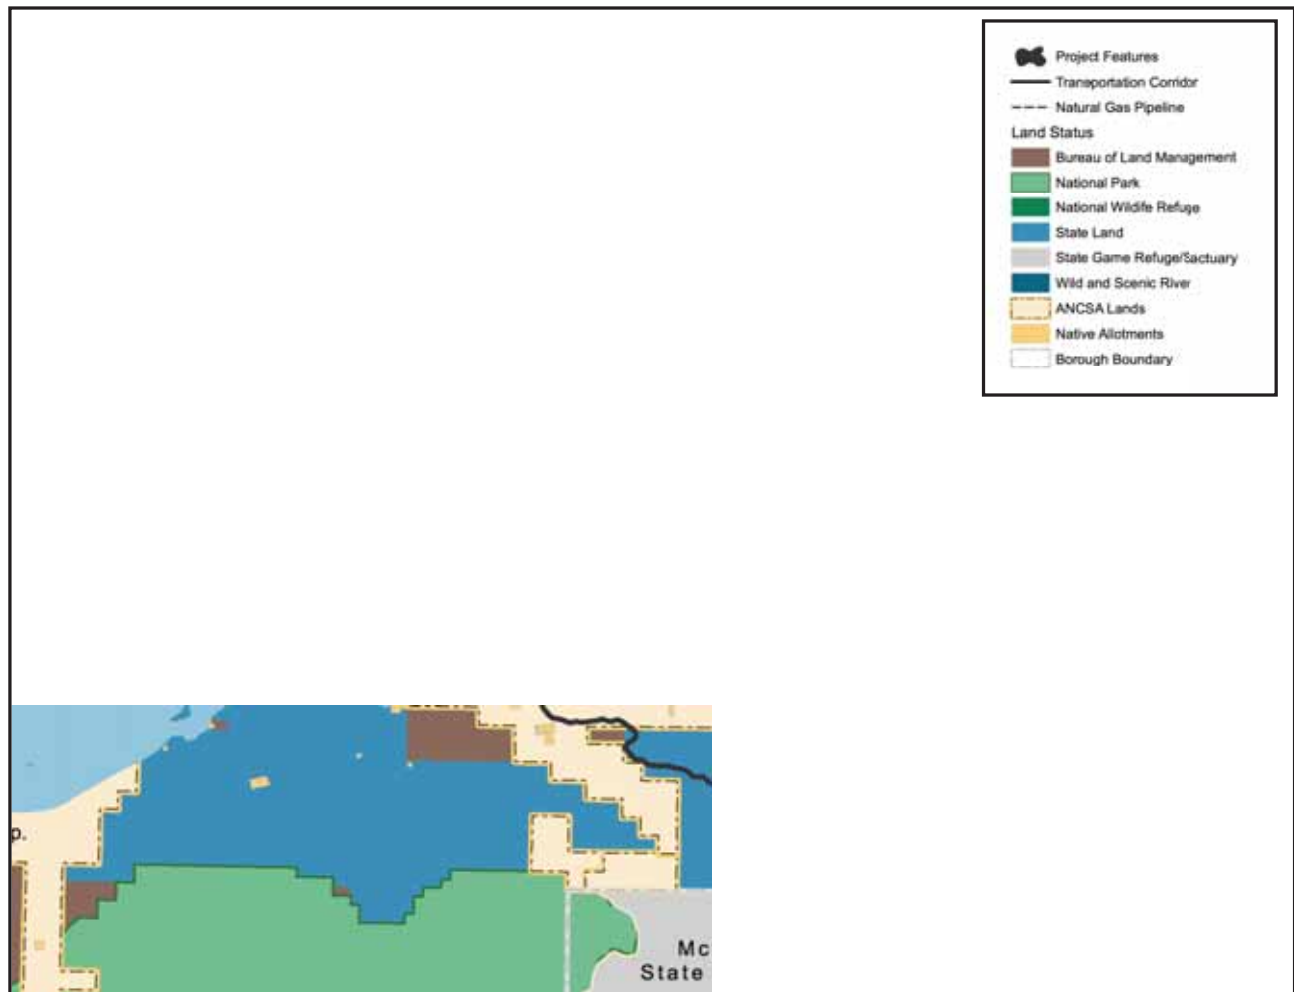 Project Features
Transportation Corridor
Natural Gas Pipeline
Land Status
Bureau of Land Management
National Park
National Wildife Refuge
State Land
State Game Refuge/Sactuary
Wild and Scenic River
ANCSA Lands
Native Allotments
Borough Boundary
p.
Mc
State